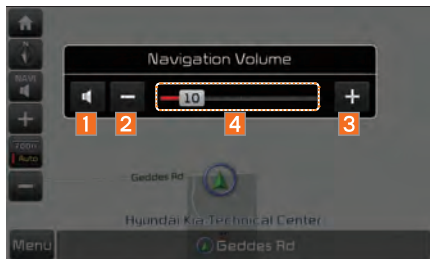 Navigation Volume
NAVI
10
1
2
4
3
ZOOM
Auto
Geddes Rd
Hyundai Kia Technical Center
Menu
Geddes Rd